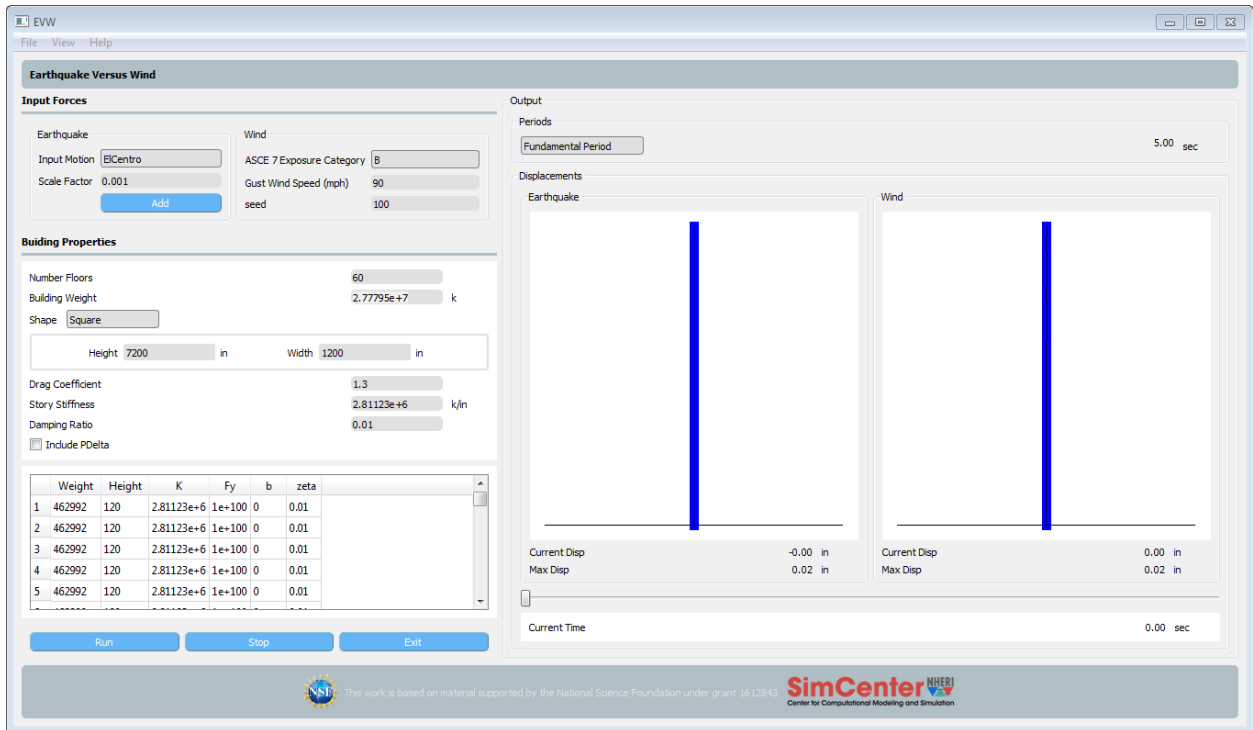 EVW
File View Help
Earthquake Versus Wind
Input Forces
Earthquake
Input Motion ElCentro
Scale Factor 0.001
Add
Wind
ASCE 7 Exposure Category B
Gust Wind Speed (mph) 90
seed 100
Buiding Properties
Number Floors 60
Building Weight 2.77795e+7 k
Shape Square
Height 7200 in Width 1200 in
Drag Coefficient 1.3
Story Stiffness 2.81123e+6 k/in
Damping Ratio 0.01
Include PDelta
Weight Height K Fy b zeta
1 462992 120 2.81123e+6 1e+100 0 0.01
2 462992 120 2.81123e+6 1e+100 0 0.01
3 462992 120 2.81123e+6 1e+100 0 0.01
4 462992 120 2.81123e+6 1e+100 0 0.01
5 462992 120 2.81123e+6 1e+100 0 0.01
Run Stop Exit
Output
Periods
Fundamental Period 5.00 sec
Displacements
Earthquake
Current Disp -0.00 in
Max Disp 0.02 in
Wind
Current Disp 0.00 in
Max Disp 0.02 in
Current Time 0.00 sec
NSF
This work is based on material supported by the National Science Foundation under grant 1612843
SimCenter NHERI
Center for Computational Modeling and Simulation